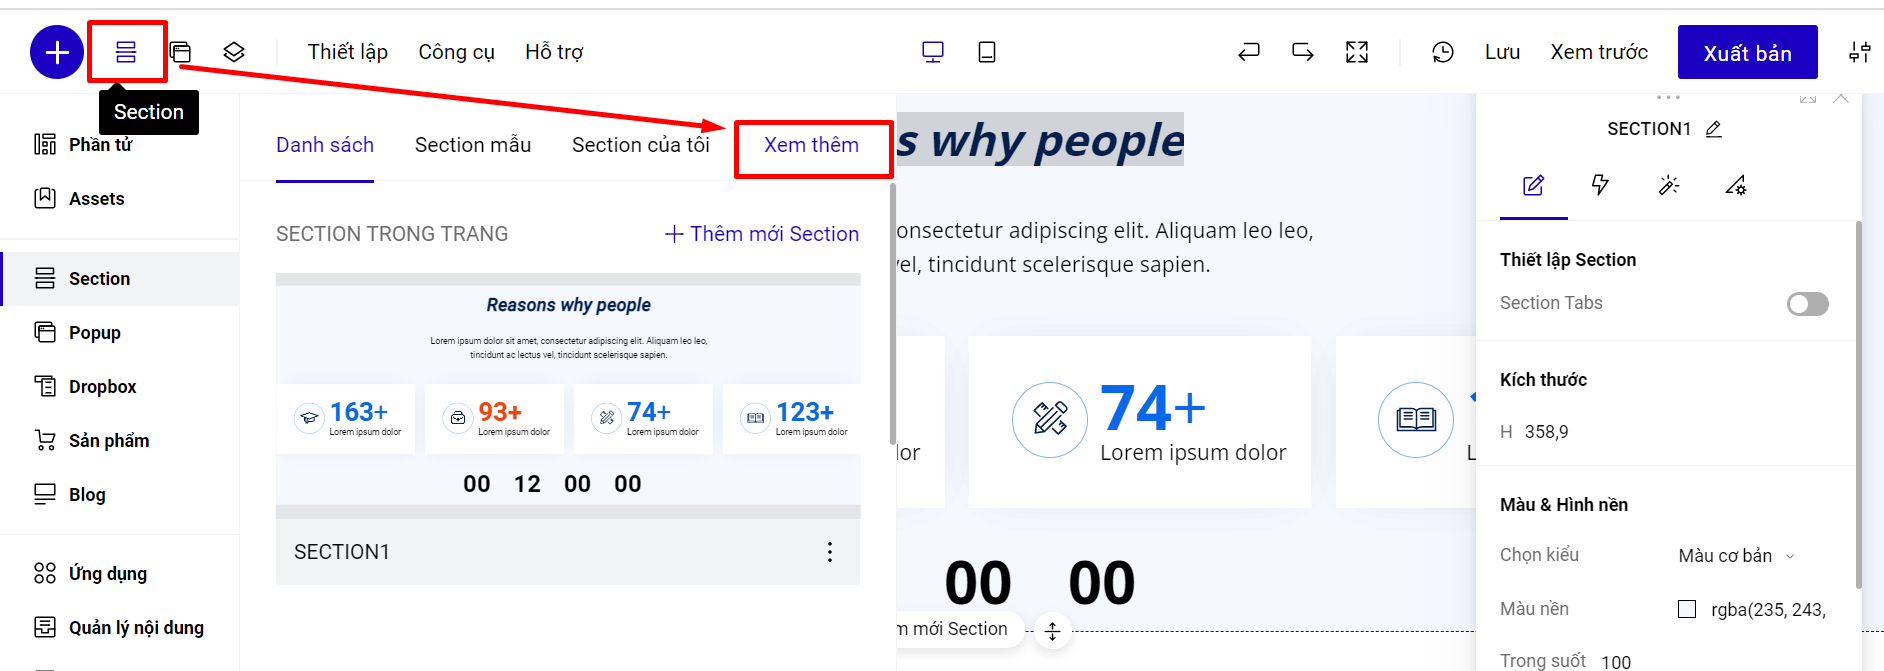 Thiết lập
Công cụ
Hỗ trợ
Lưu
Xem trước
Xuất bản
Section
Phần tử
Assets
Section
Popup
Dropbox
Sản phẩm
Blog
Ứng dụng
Quản lý nội dung
Danh sách
Section mẫu
Section của tôi
Xem thêm
SECTION TRONG TRANG
Thêm mới Section
Reasons why people
Lorem ipsum dolor sit amet, consectetur adipiscing elit. Aliquam leo leo,
tincidunt ac lectus vel, tincidunt scelerisque sapien.
163+
Lorem ipsum dolor
93+
Lorem ipsum dolor
74+
Lorem ipsum dolor
123+
Lorem ipsum dolor
00 12 00 00
SECTION1
s why people
onsectetur adipiscing elit. Aliquam leo leo,
el, tincidunt scelerisque sapien.
lor
74+
Lorem ipsum dolor
L
00 00
m mới Section
SECTION1
Thiết lập Section
Section Tabs
Kích thước
H 358,9
Màu & Hình nền
Chọn kiểu
Màu cơ bản
Màu nền
rgba(235, 243,
Trong suốt
100